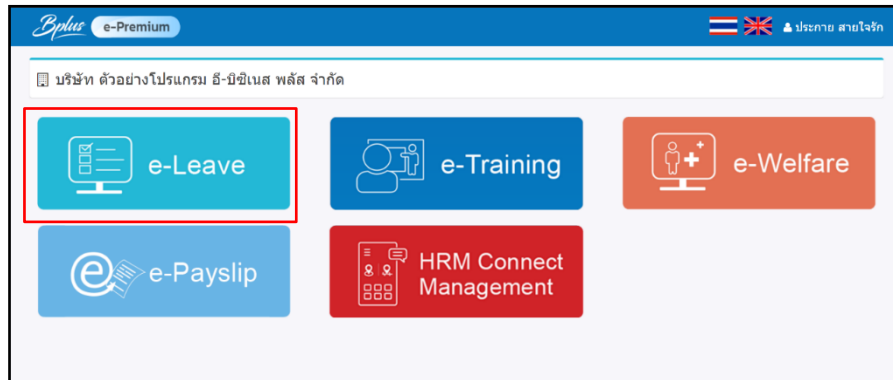 Bplus e-Premium
ประกาย สายใจรัก
บริษัท ตัวอย่างโปรแกรม อี-บิซิเนส พลัส จำกัด
e-Leave
e-Training
e-Welfare
e-Payslip
HRM Connect
Management